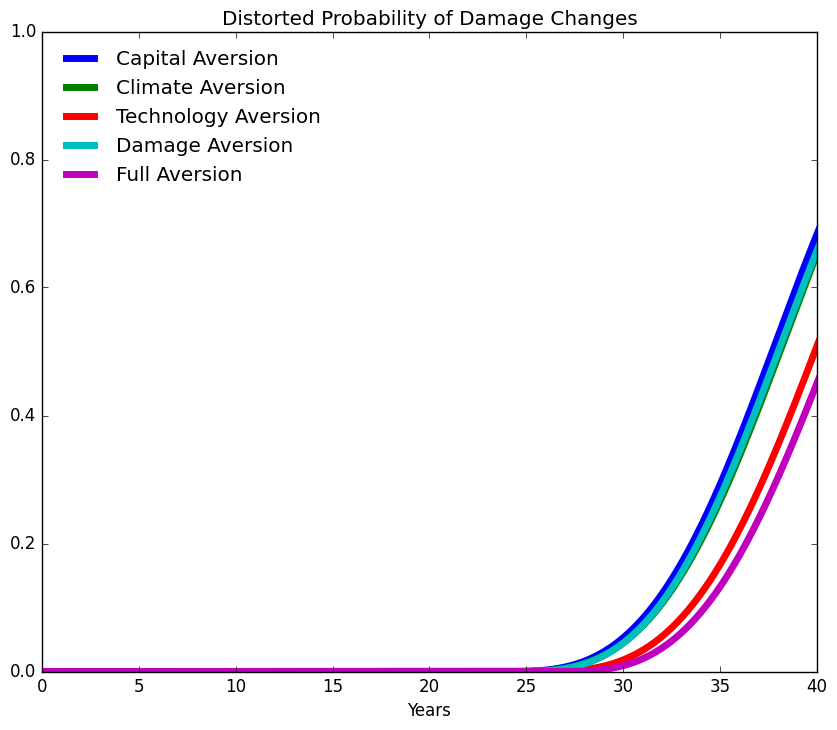 Distorted Probability of Damage Changes
1.0
Capital Aversion
Climate Aversion
Technology Aversion
Damage Aversion
Full Aversion
0.8
0.6
0.4
0.2
0.0
0 5 10 15 20 25 30 35 40
Years